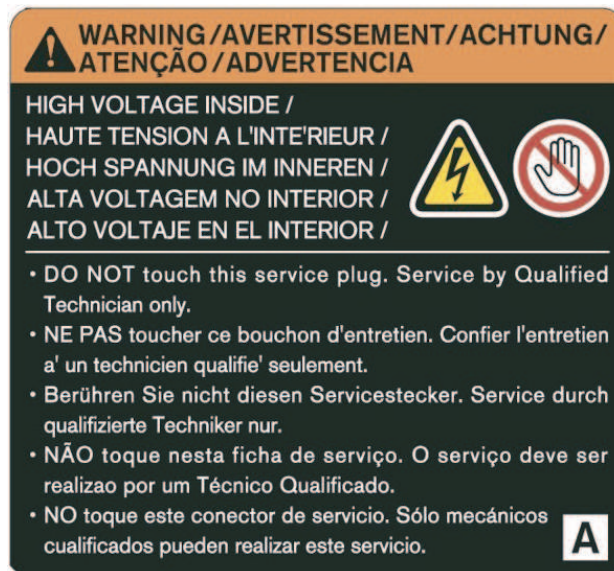 WARNING/AVERTISSEMENT/ACHTUNG/
ATENÇÃO/ADVERTENCIA
HIGH VOLTAGE INSIDE /
HAUTE TENSION A L'INTE'RIEUR /
HOCH SPANNUNG IM INNEREN /
ALTA VOLTAGEM NO INTERIOR /
ALTO VOLTAJE EN EL INTERIOR /
• DO NOT touch this service plug. Service by Qualified
Technician only.
• NE PAS toucher ce bouchon d'entretien. Confier l'entretien
a' un technicien qualifie' seulement.
• Berühren Sie nicht diesen Servicestecker. Service durch
qualifizierte Techniker nur.
• NÃO toque nesta ficha de serviço. O serviço deve ser
realizao por um Técnico Qualificado.
• NO toque este conector de servicio. Sólo mecánicos
cualificados pueden realizar este servicio.
A